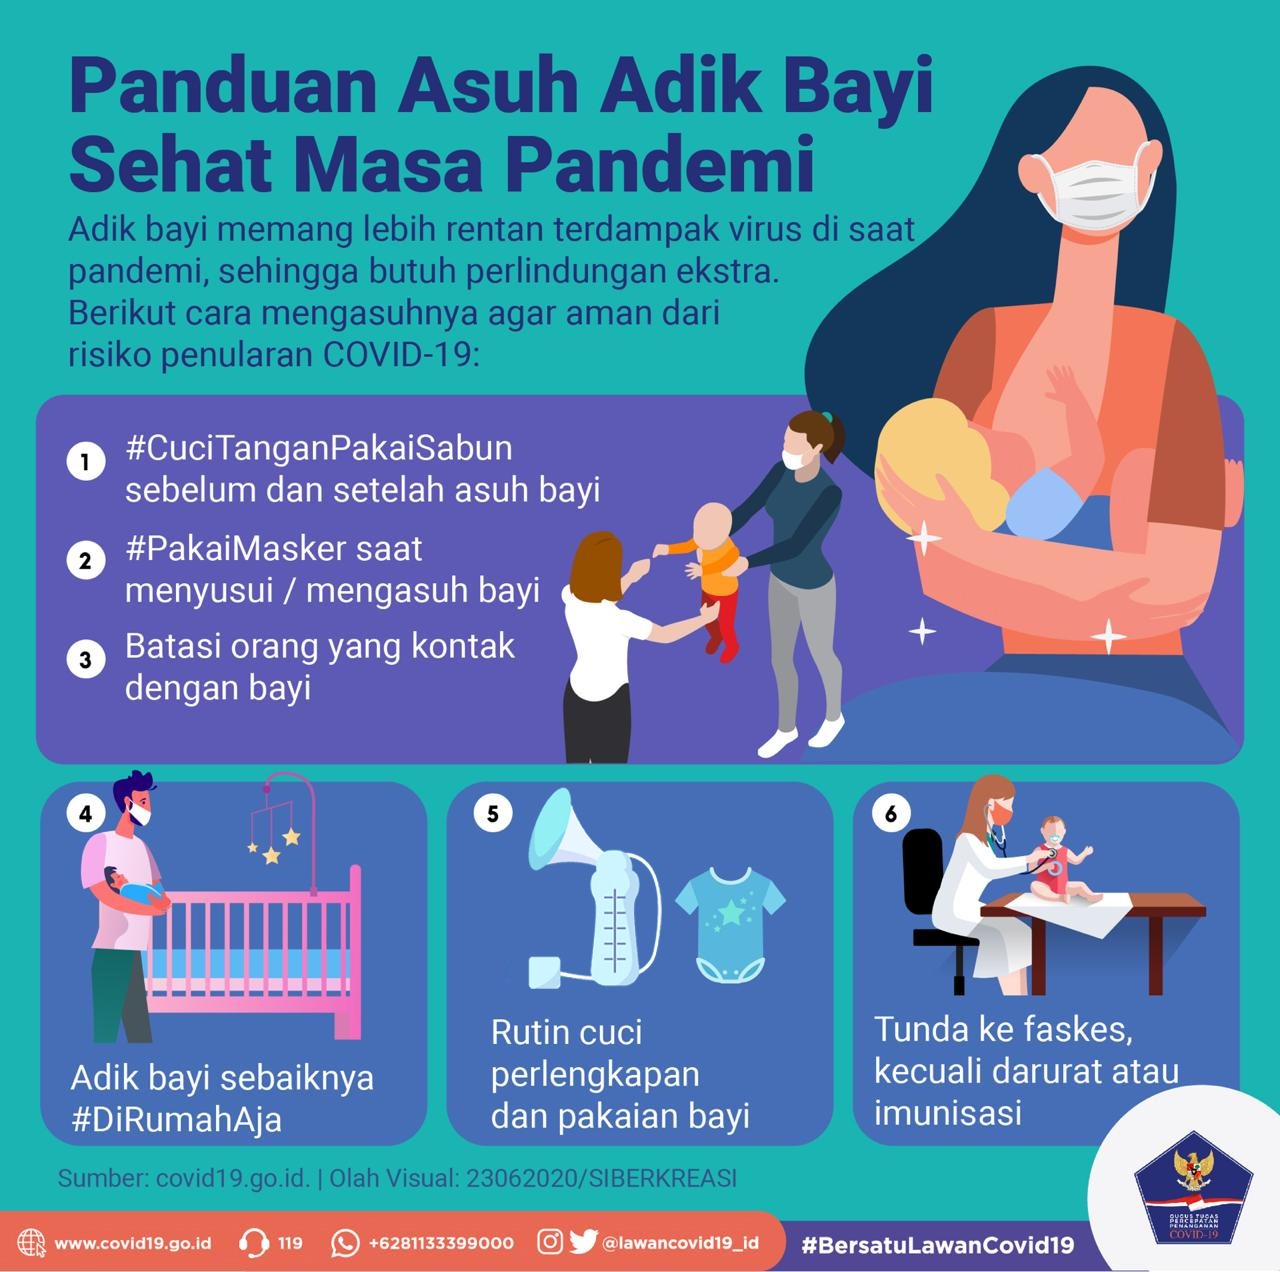 Panduan Asuh Adik Bayi
Sehat Masa Pandemi
Adik bayi memang lebih rentan terdampak virus di saat
pandemi, sehingga butuh perlindungan ekstra.
Berikut cara mengasuhnya agar aman dari
risiko penularan COVID-19:
1 #CuciTanganPakaiSabun
sebelum dan setelah asuh bayi
2 #PakaiMasker saat
menyusui / mengasuh bayi
3 Batasi orang yang kontak
dengan bayi
4
Adik bayi sebaiknya
#DiRumahAja
5
Rutin cuci
perlengkapan
dan pakaian bayi
6
Tunda ke faskes,
kecuali darurat atau
imunisasi
Sumber: covid19.go.id. | Olah Visual: 23062020/SIBERKREASI
www.covid19.go.id 119 +6281133399000 @lawancovid19_id #BersatuLawanCovid19
GUGUS TUGAS
PERCEPATAN
PENANGANAN
COVID-19